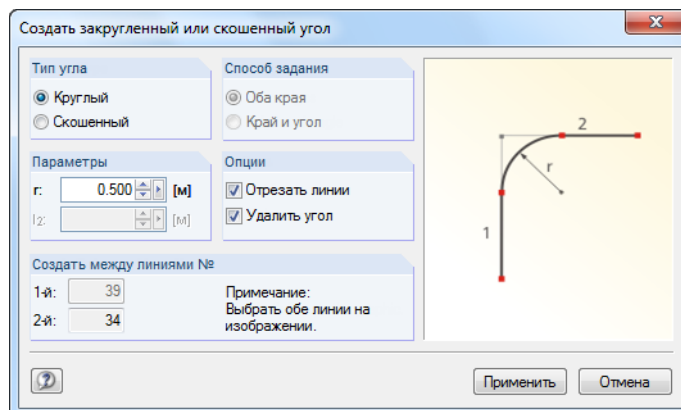 Создать закругленный или скошенный угол
Тип угла
Круглый
Скошенный
Способ задания
Оба края
Край и угол
Параметры
r: 0.500 [м]
l2: [м]
Опции
Отрезать линии
Удалить угол
Создать между линиями №
1-й: 39
2-й: 34
Примечание:
Выбрать обе линии на
изображении.
2
r
1
Применить
Отмена